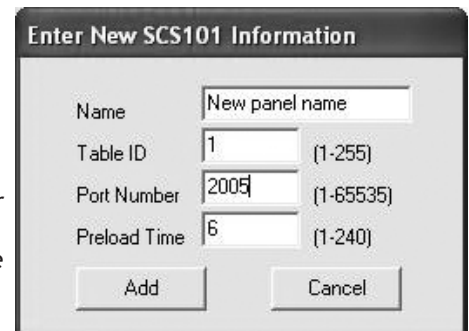 Enter New SCS101 Information
Name New panel name
Table ID 1 (1-255)
Port Number 2005 (1-65535)
Preload Time 6 (1-240)
Add Cancel